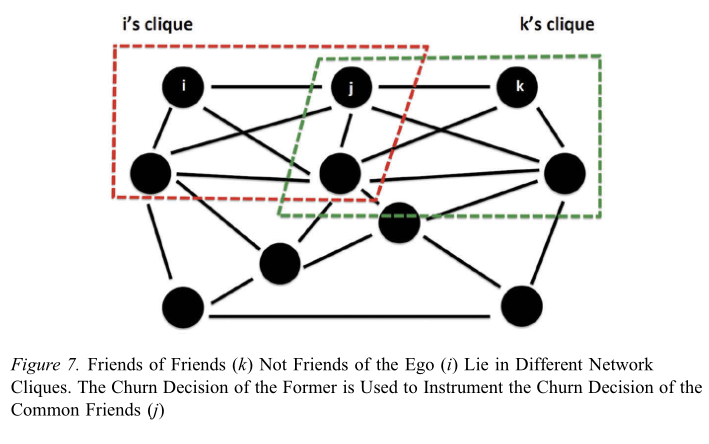 i's clique
k's clique
i
j
k
Figure 7. Friends of Friends (k) Not Friends of the Ego (i) Lie in Different Network
Cliques. The Churn Decision of the Former is Used to Instrument the Churn Decision of the
Common Friends (j)